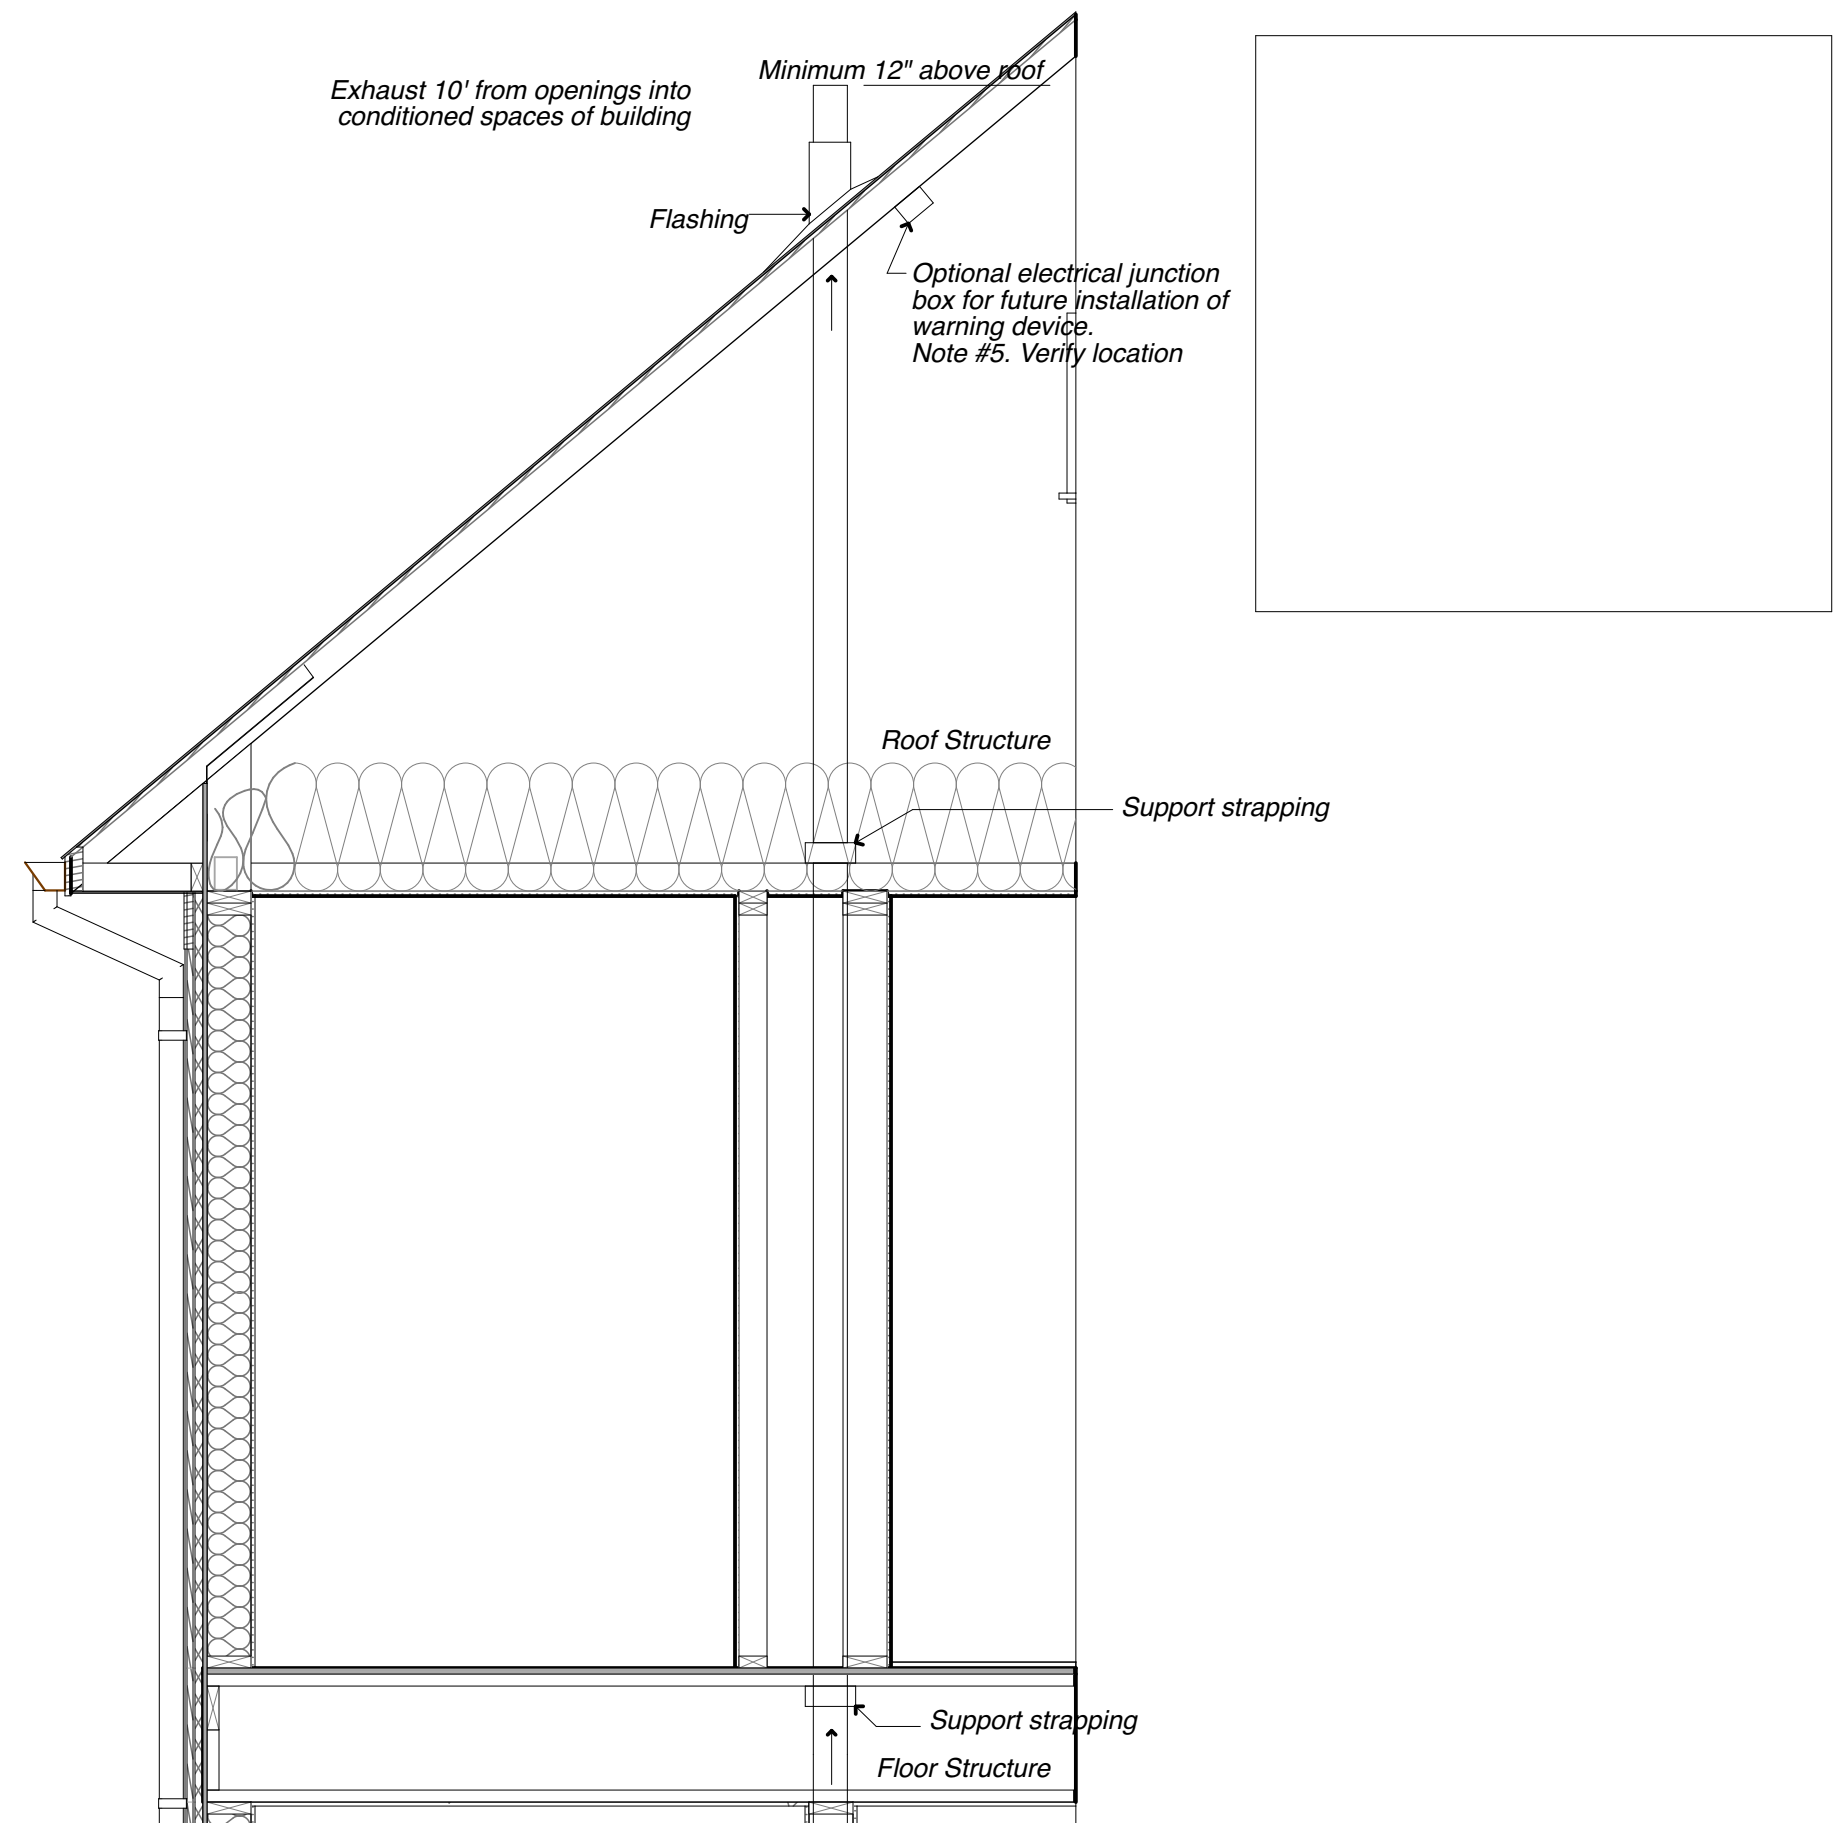 Minimum 12" above roof
Exhaust 10' from openings into
conditioned spaces of building
Flashing
Optional electrical junction
box for future installation of
warning device.
Note #5. Verify location
Roof Structure
Support strapping
Support strapping
Floor Structure